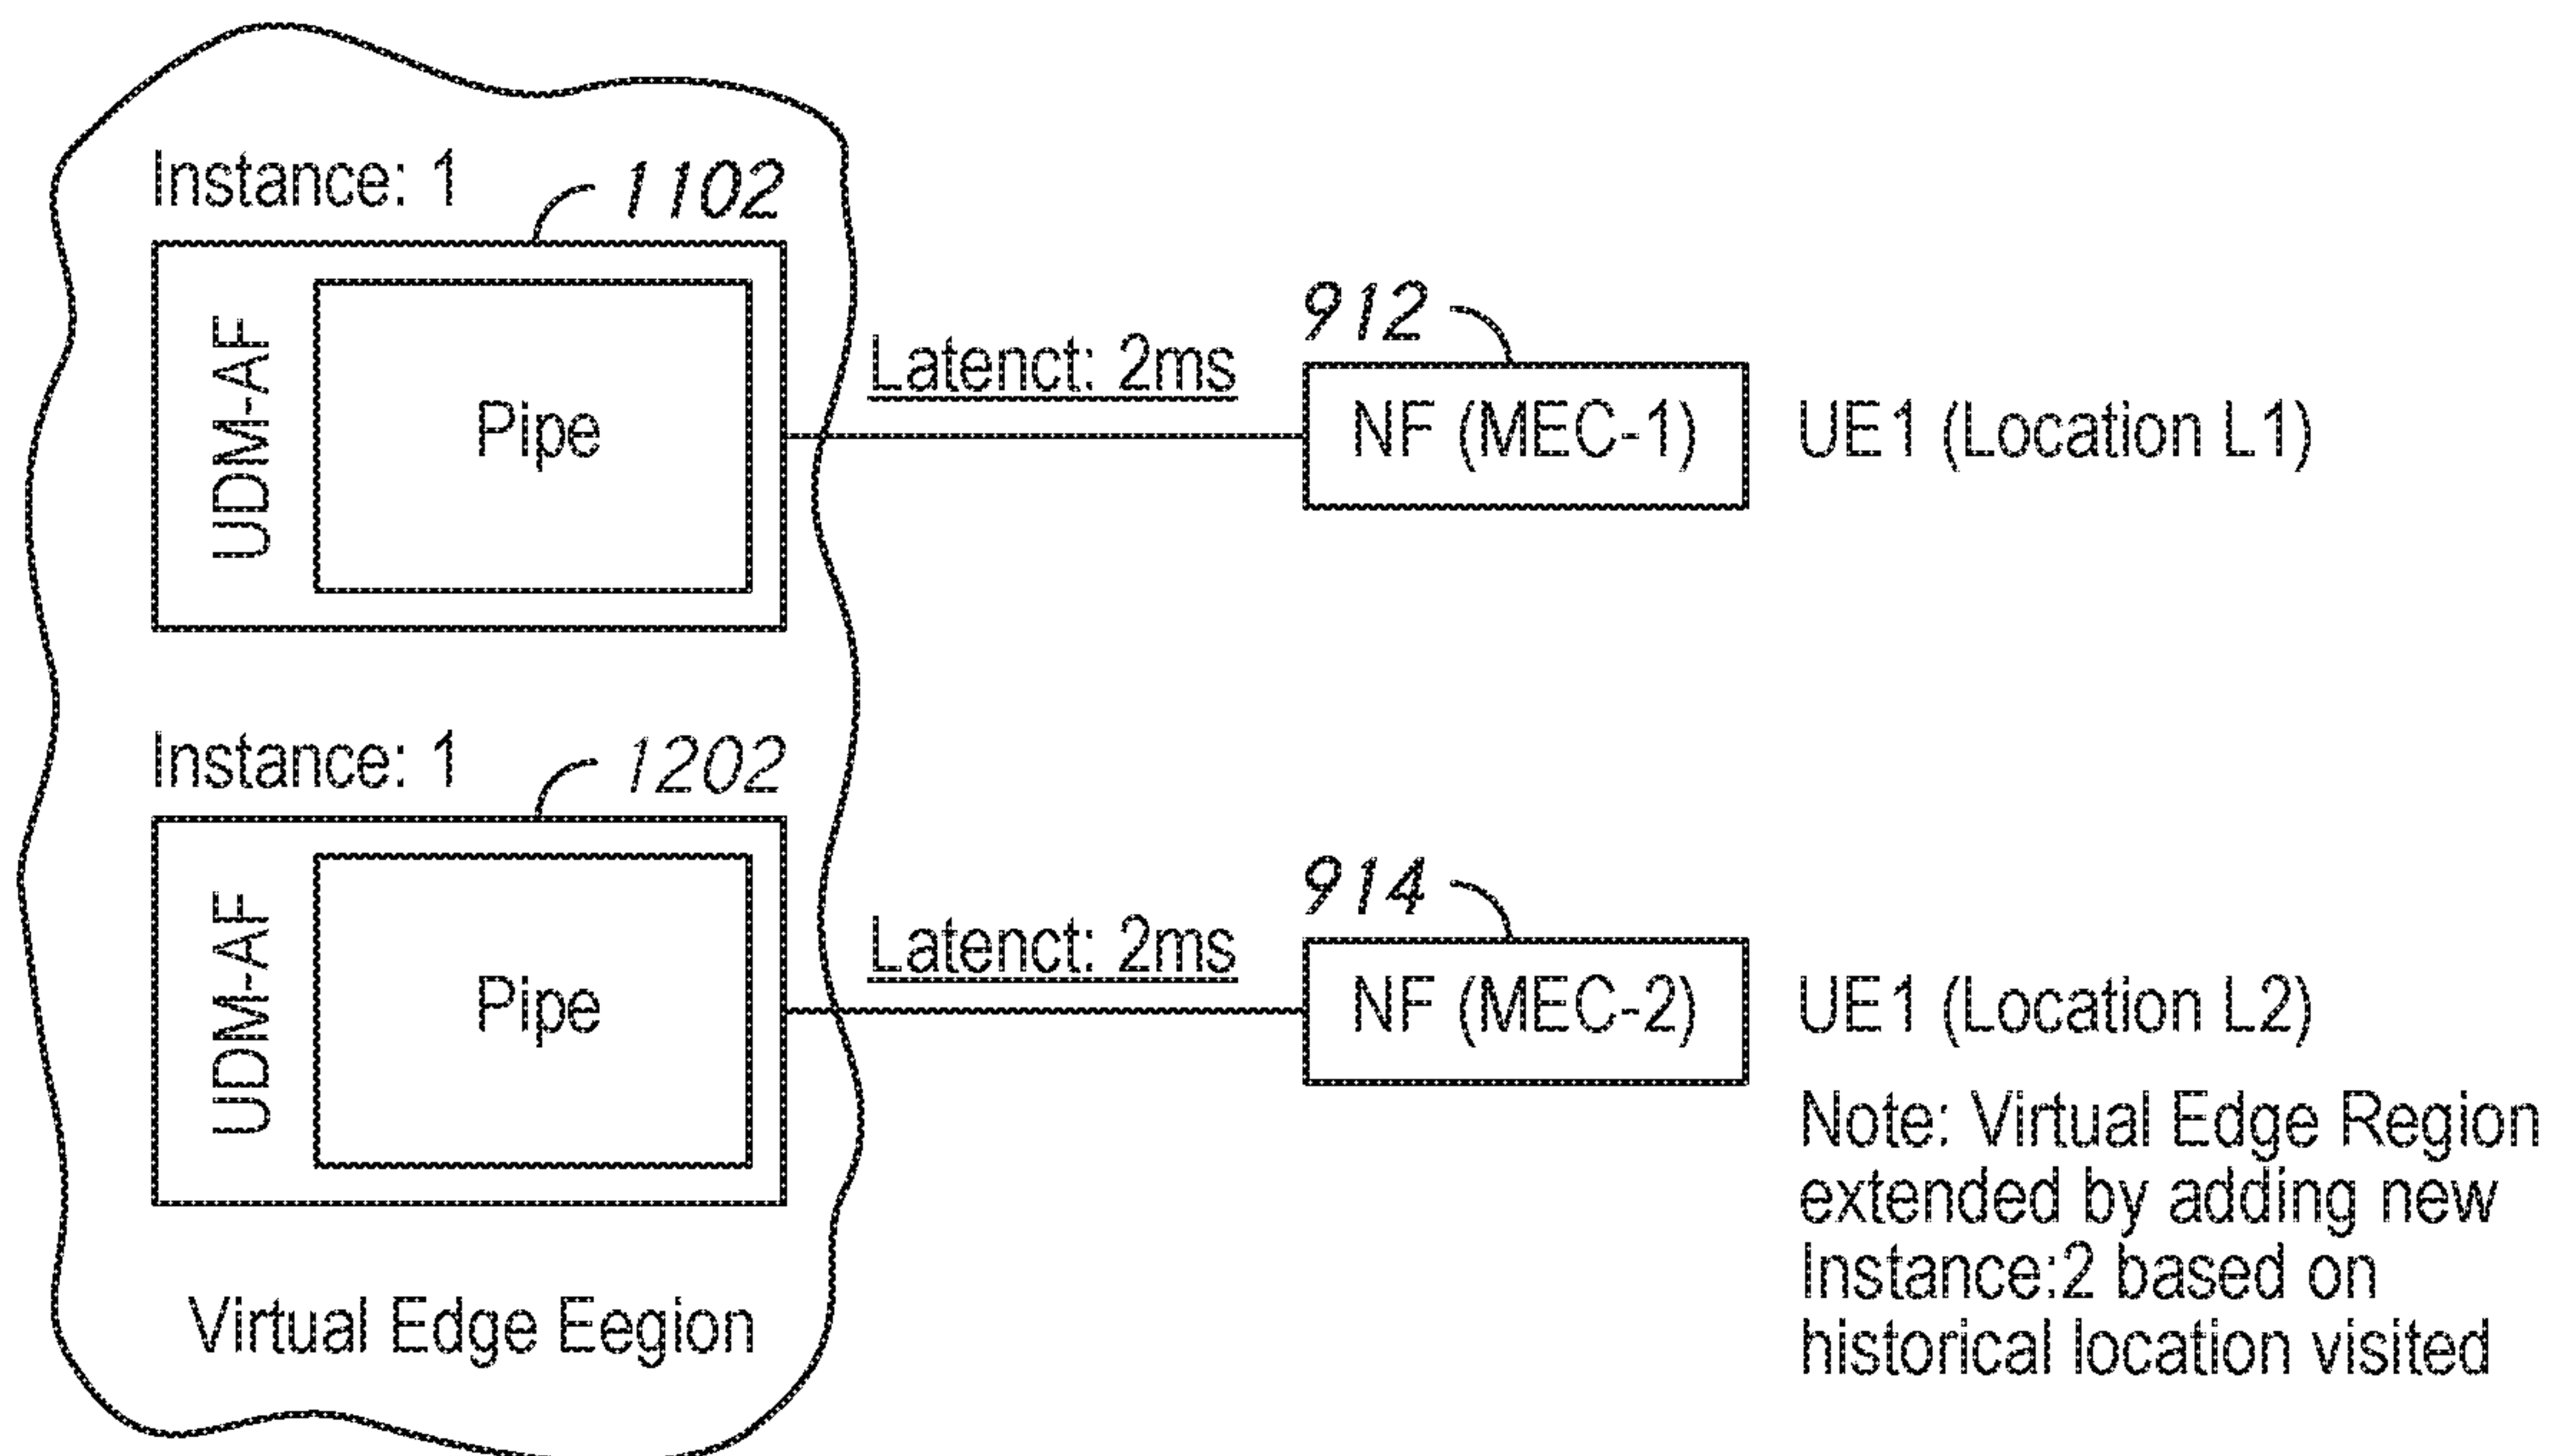 Instance: 1
1102
UDM-AF
Pipe
Latenct: 2ms
912
NF (MEC-1)
UE1 (Location L1)
Instance: 1
1202
UDM-AF
Pipe
Latenct: 2ms
914
NF (MEC-2)
UE1 (Location L2)
Note: Virtual Edge Region
extended by adding new
Instance:2 based on
historical location visited
Virtual Edge Eegion